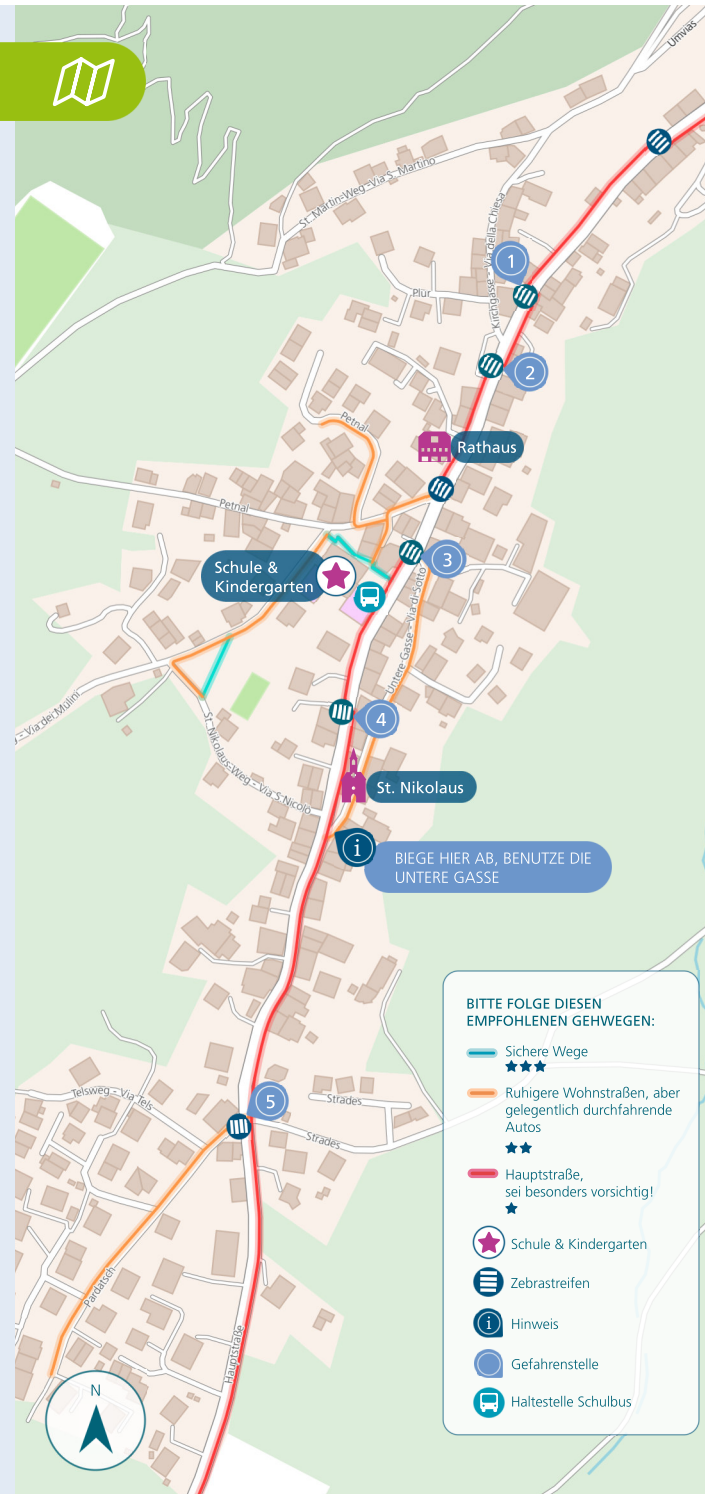 Umvias
St. Martin-Weg -Via S. Martino
Kirchgasse - Via della Chiesa
1
Plur
2
Petnal
Rathaus
Petnal
3
Schule &
Kindergarten
Untere Gasse - Via di Sotto
g - Via dei Mulini
St. Nikolaus-Weg - Via S.Nicolò
4
St. Nikolaus
i
BIEGE HIER AB, BENUTZE DIE
UNTERE GASSE
BITTE FOLGE DIESEN
EMPFOHLENEN GEHWEGEN:
Sichere Wege
Ruhigere Wohnstraßen, aber
gelegentlich durchfahrende
Autos
Hauptstraße,
sei besonders vorsichtig!
Schule & Kindergarten
Zebrastreifen
i
Hinweis
Gefahrenstelle
Haltestelle Schulbus
Telsweg - Via Tels
5
Strades
Strades
Pardatsch
Hauptstraße
N